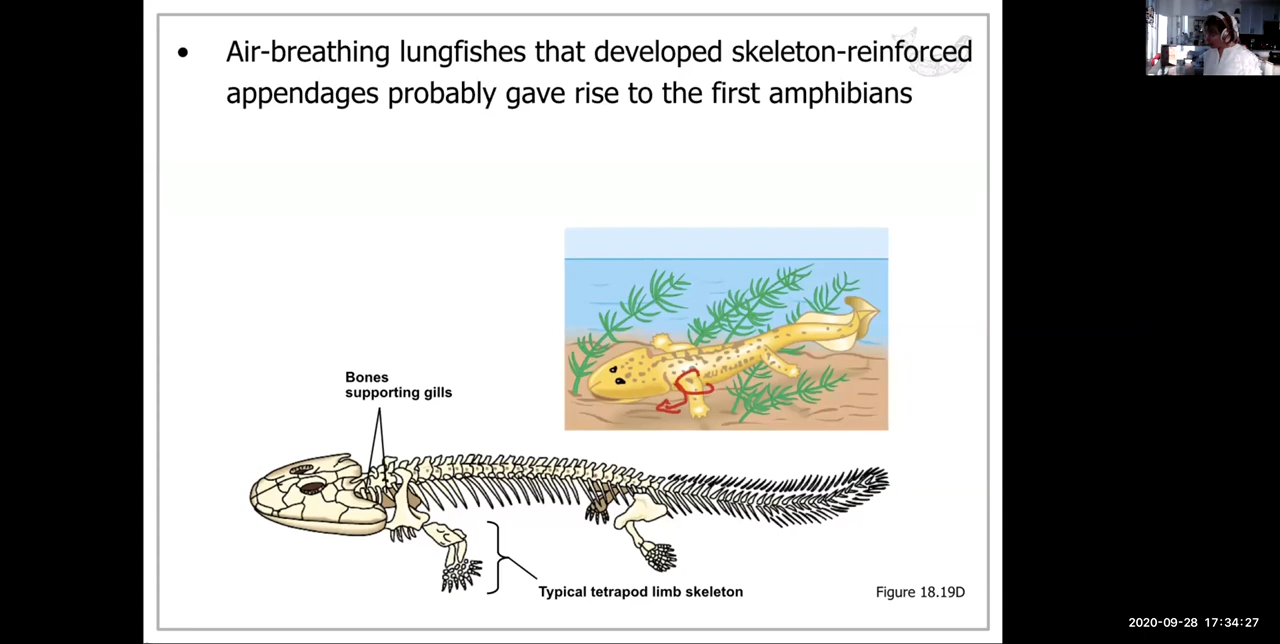 • Air-breathing lungfishes that developed skeleton-reinforced
appendages probably gave rise to the first amphibians
Bones
supporting gills
Typical tetrapod limb skeleton
Figure 18.19D
2020-09-28 17:34:27